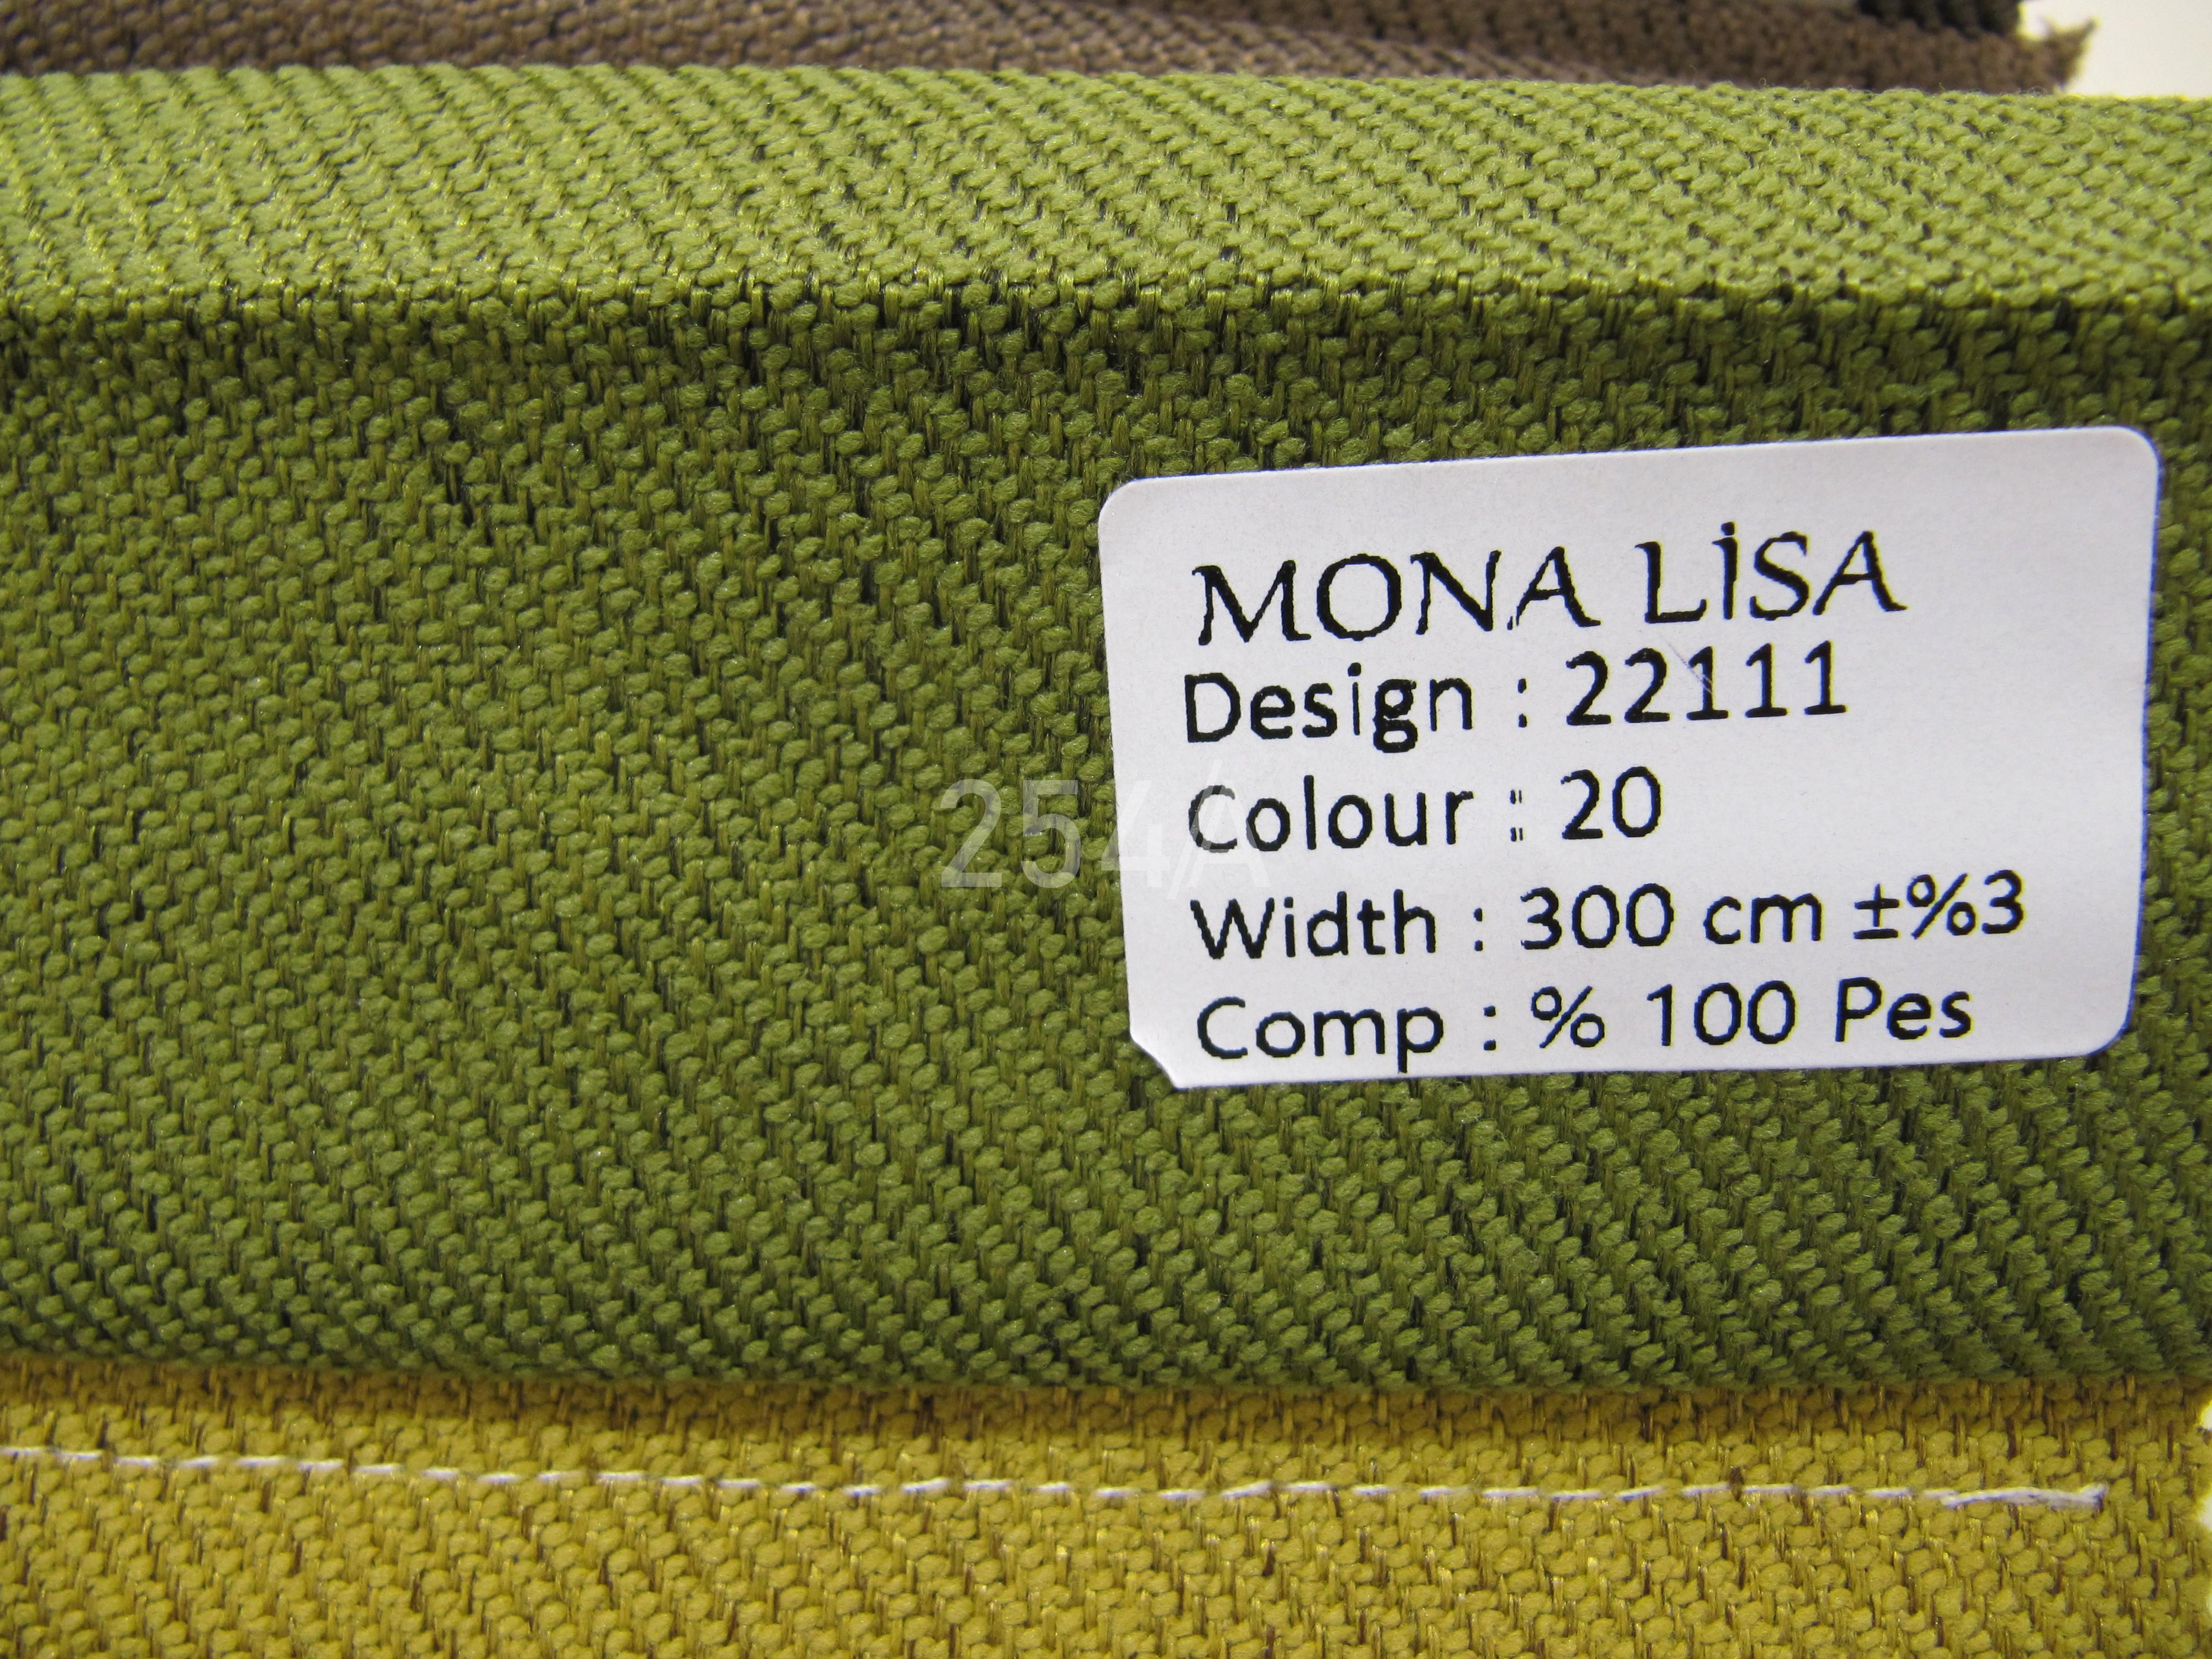 MONA LİSA
Design : 22111
Colour : 20
Width : 300 cm ±%3
Comp : % 100 Pes
254/A